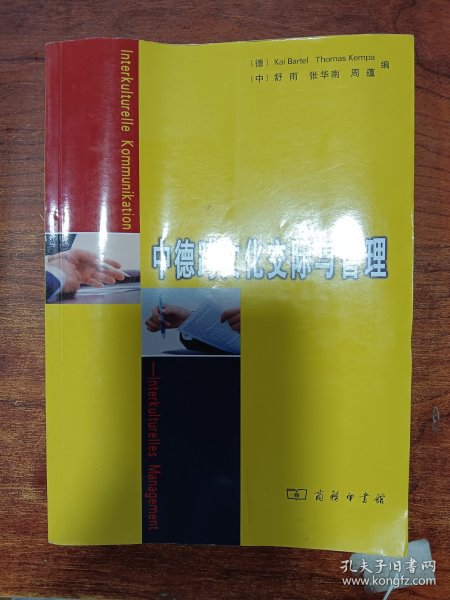 〔德〕 Kai Bartel Thomas Kempa
〔中〕 舒雨 张华南 周蕴 编
Interkulturelle Kommunikation
中德跨文化交际与管理
—Interkulturelles Management
商务印书馆
孔夫子旧书网
www.kongfz.com